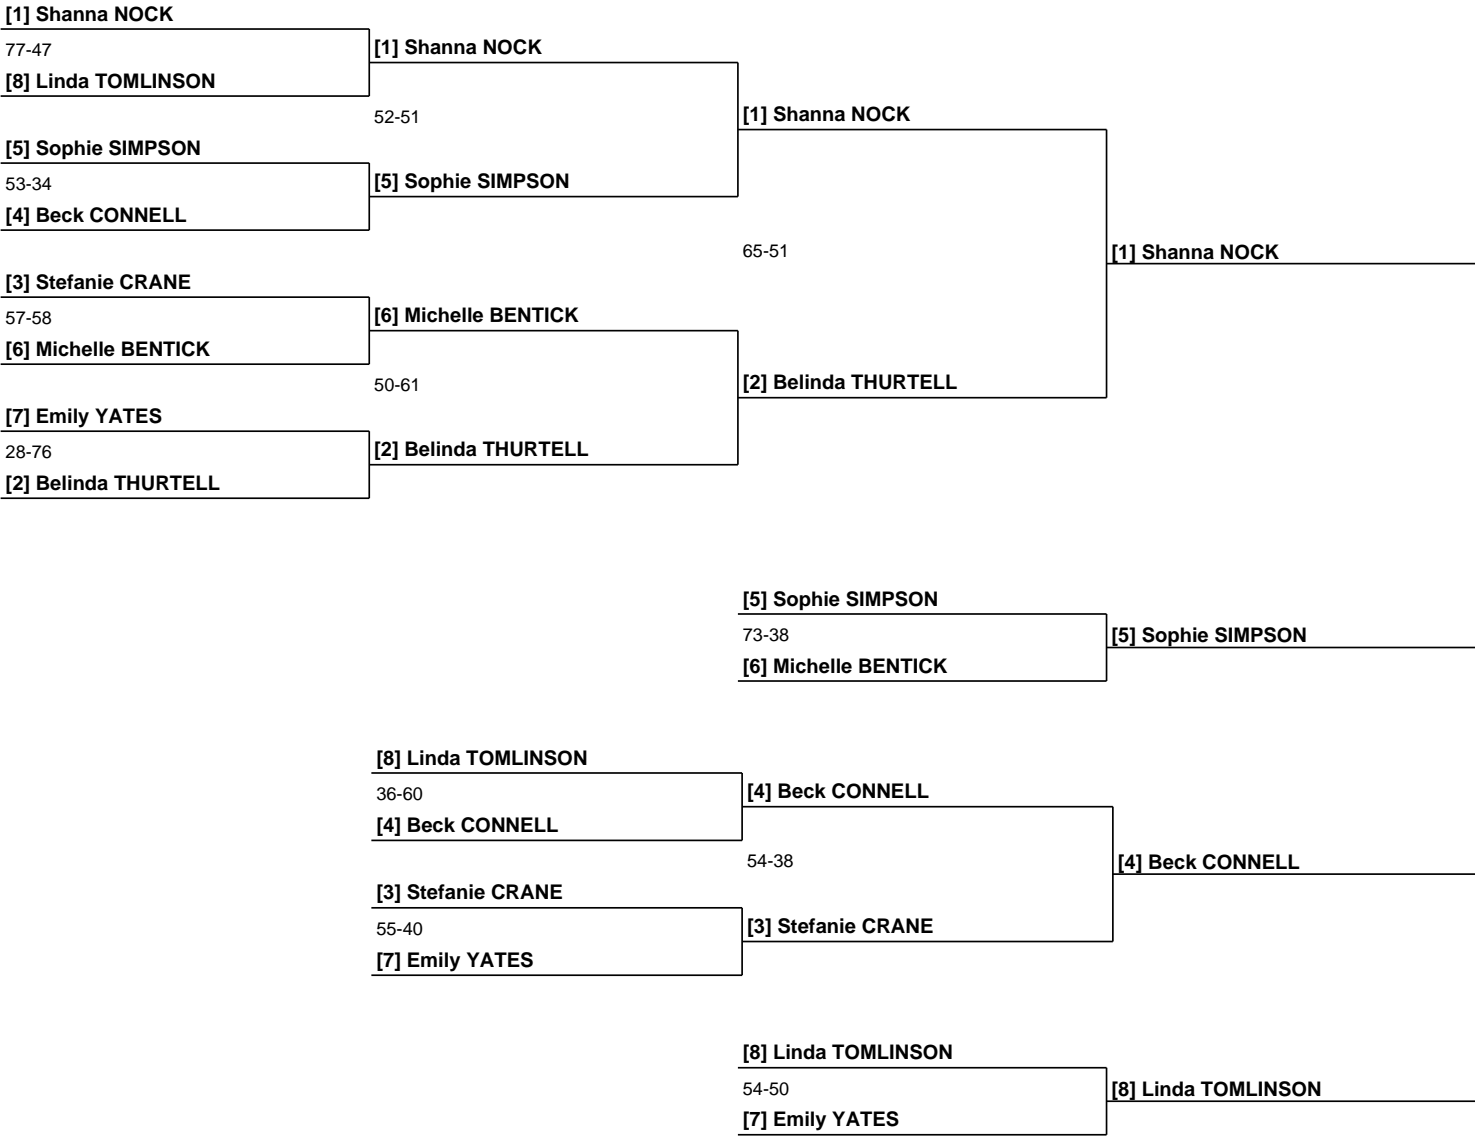 [1] Shanna NOCK
77-47
[1] Shanna NOCK
[8] Linda TOMLINSON
52-51
[1] Shanna NOCK
[5] Sophie SIMPSON
53-34
[5] Sophie SIMPSON
[4] Beck CONNELL
65-51
[1] Shanna NOCK
[3] Stefanie CRANE
57-58
[6] Michelle BENTICK
[6] Michelle BENTICK
50-61
[2] Belinda THURTELL
[7] Emily YATES
28-76
[2] Belinda THURTELL
[2] Belinda THURTELL
[5] Sophie SIMPSON
73-38
[5] Sophie SIMPSON
[6] Michelle BENTICK
[8] Linda TOMLINSON
36-60
[4] Beck CONNELL
[4] Beck CONNELL
54-38
[4] Beck CONNELL
[3] Stefanie CRANE
55-40
[3] Stefanie CRANE
[7] Emily YATES
[8] Linda TOMLINSON
54-50
[8] Linda TOMLINSON
[7] Emily YATES